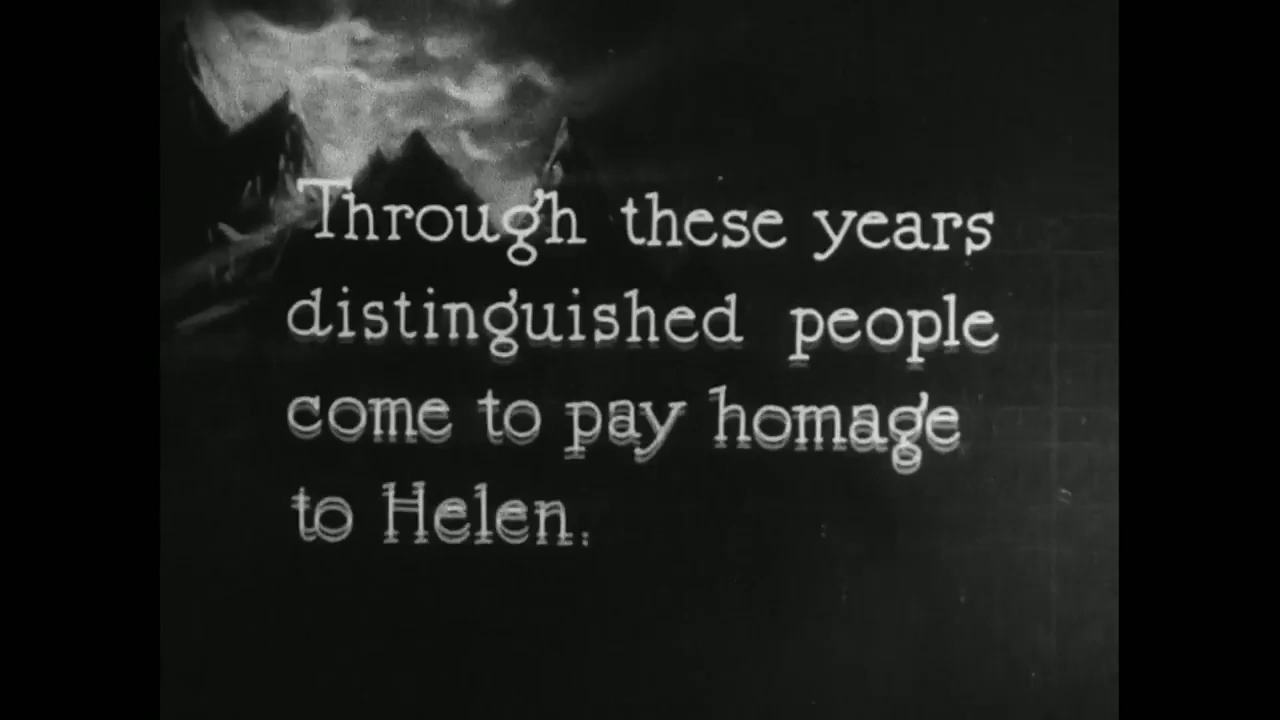 Through these years
distinguished people
come to pay homage
to Helen.